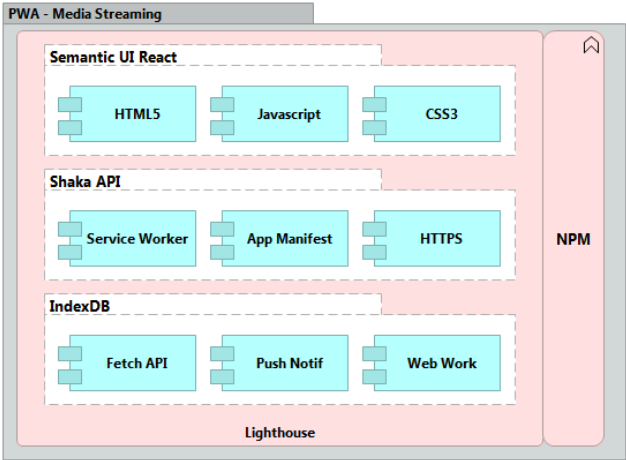 PWA - Media Streaming
Semantic UI React
HTML5
Javascript
CSS3
Shaka API
Service Worker
App Manifest
HTTPS
NPM
IndexDB
Fetch API
Push Notif
Web Work
Lighthouse